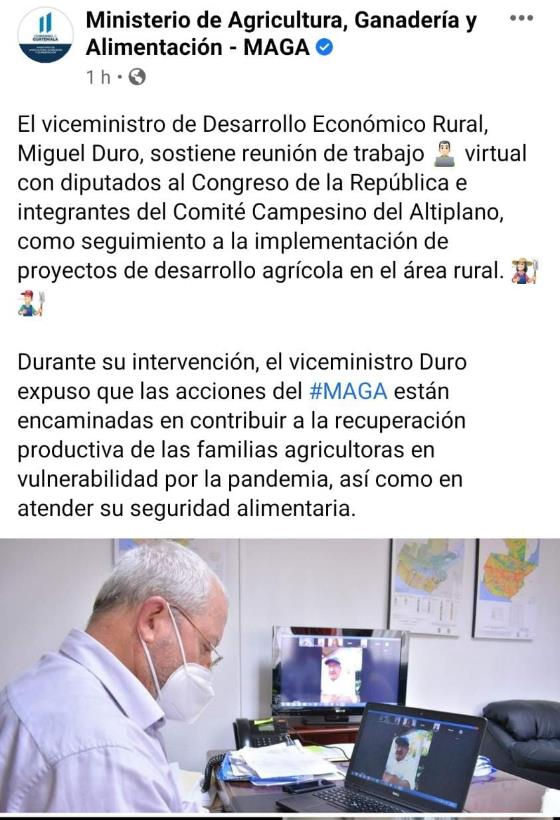 Ministerio de Agricultura, Ganadería y
Alimentación - MAGA
1 h
El viceministro de Desarrollo Económico Rural,
Miguel Duro, sostiene reunión de trabajo 👨🏻‍💻 virtual
con diputados al Congreso de la República e
integrantes del Comité Campesino del Altiplano,
como seguimiento a la implementación de
proyectos de desarrollo agrícola en el área rural. 👩🏻‍🌾
👨🏻‍🌾
Durante su intervención, el viceministro Duro
expuso que las acciones del #MAGA están
encaminadas en contribuir a la recuperación
productiva de las familias agricultoras en
vulnerabilidad por la pandemia, así como en
atender su seguridad alimentaria.